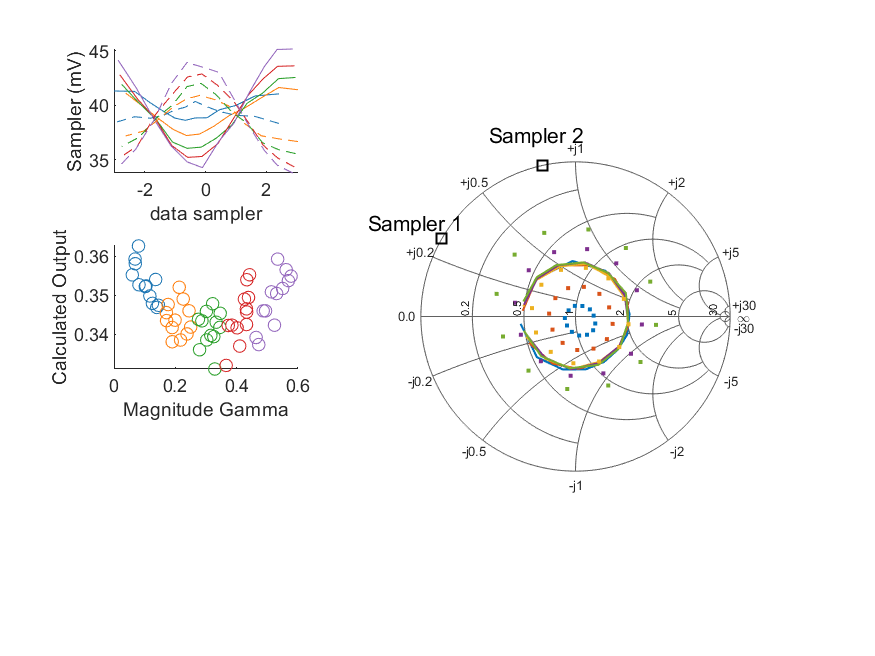 45
40
35
Sampler (mV)
-2
0
2
data sampler
0.36
0.35
0.34
Calculated Output
0
0.2
0.4
0.6
Magnitude Gamma
Sampler 2
+j1
+j0.5
+j2
Sampler 1
+j0.2
+j5
0.0
0.2
0.5
1
2
5
30
+j30
∞
-j30
-j0.2
-j5
-j0.5
-j2
-j1